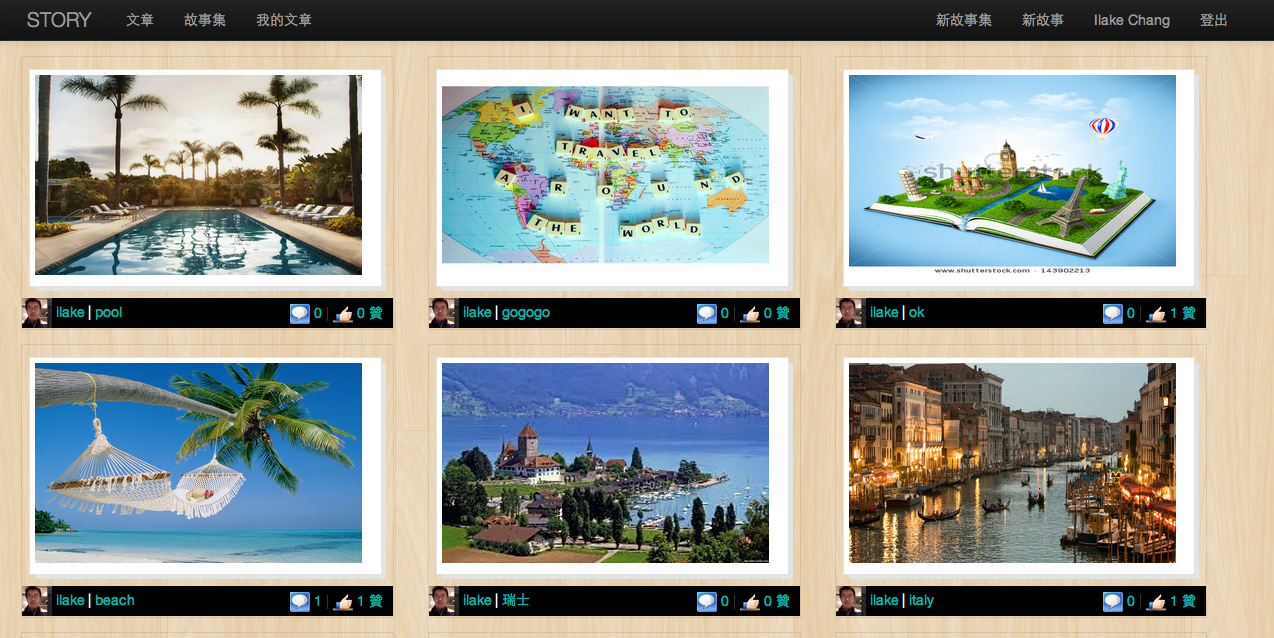 STORY 文章 故事集 我的文章 新故事集 新故事 Ilake Chang 登出
I WANT TO
TRAVEL
AROUND
THE WORLD
shutterstock
www.shutterstock.com · 143902213
ilake | pool 0 | 0 贊
ilake | gogogo 0 | 0 贊
ilake | ok 0 | 1 贊
ilake | beach 1 | 1 贊
ilake | 瑞士 0 | 0 贊
ilake | italy 0 | 1 贊